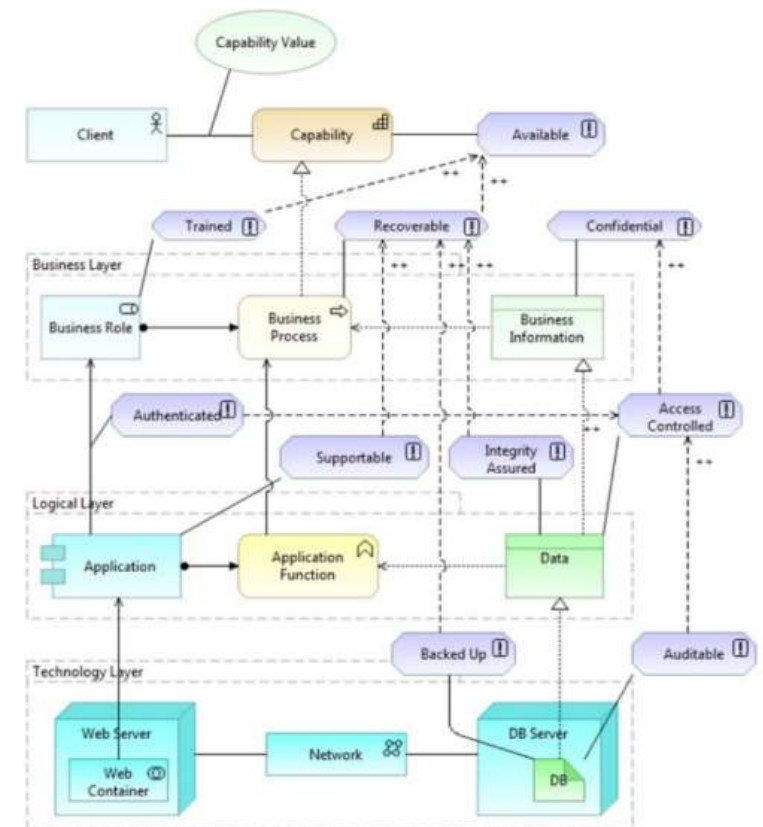 Capability Value
Client
Capability
Available
++
++
Trained
Recoverable
Confidential
Business Layer
++
++
++
Business Role
Business
Process
Business
Information
Authenticated
Access
Controlled
++
Supportable
Integrity
Assured
++
Logical Layer
Application
Application
Function
Data
Backed Up
Auditable
Technology Layer
Web Server
DB Server
Network
Web
Container
DB